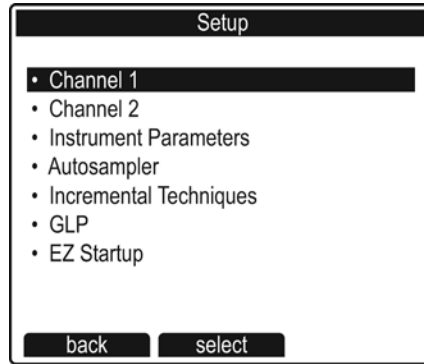 Setup
• Channel 1
• Channel 2
• Instrument Parameters
• Autosampler
• Incremental Techniques
• GLP
• EZ Startup
back select